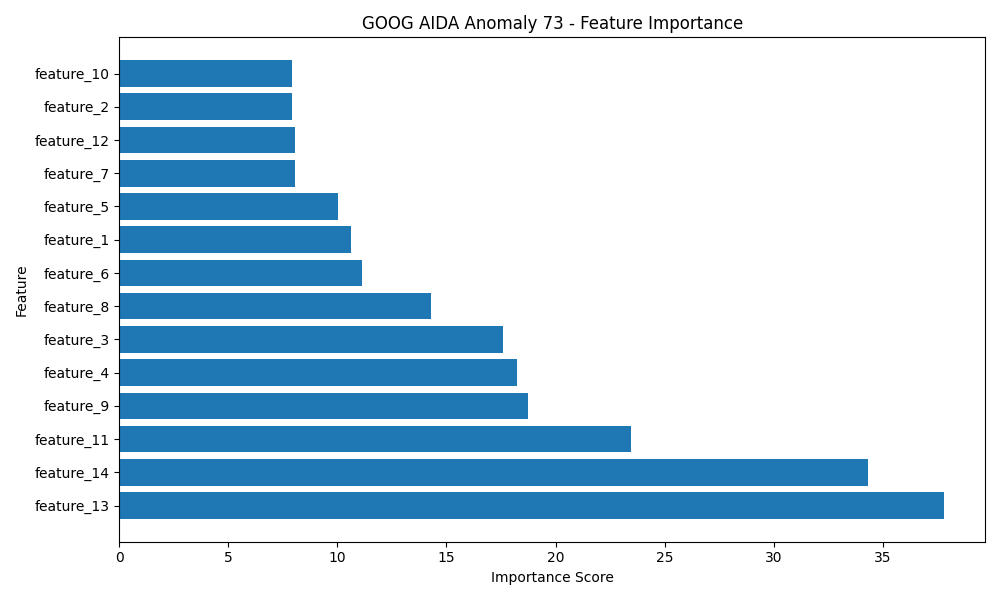 GOOG AIDA Anomaly 73 - Feature Importance
feature_10
feature_2
feature_12
feature_7
feature_5
feature_1
feature_6
feature_8
feature_3
feature_4
feature_9
feature_11
feature_14
feature_13
Feature
0 5 10 15 20 25 30 35
Importance Score